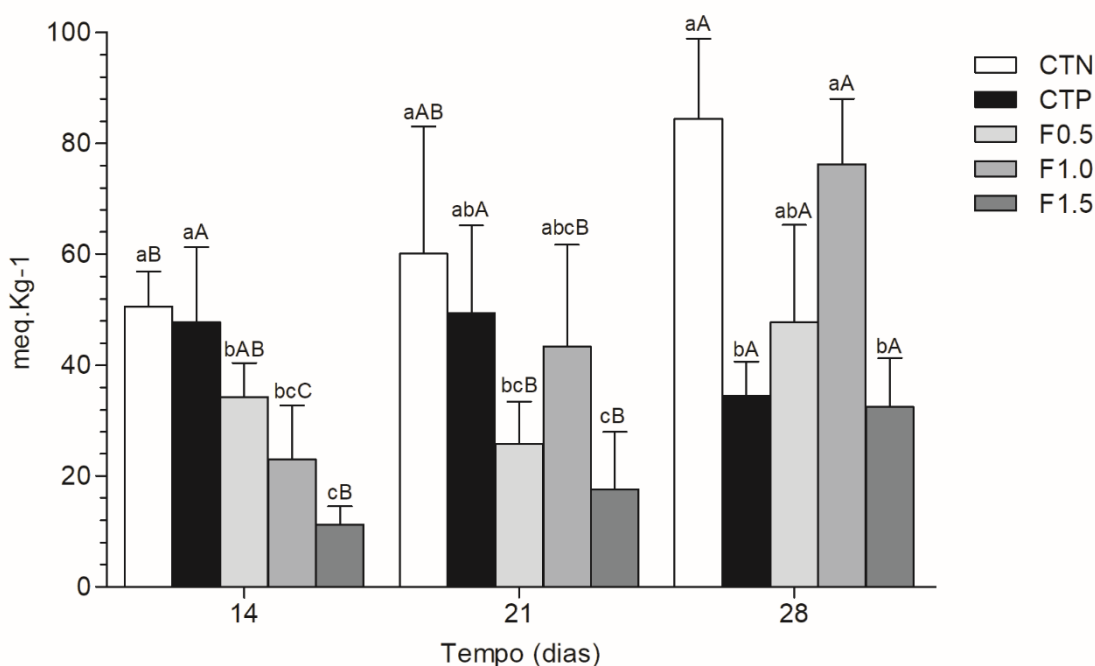 100
80
60
40
20
0
meq.Kg-1
aB
aA
bAB
bcC
cB
aAB
abA
bcB
abcB
cB
aA
bA
abA
aA
bA
14
21
28
Tempo (dias)
CTN
CTP
F0.5
F1.0
F1.5